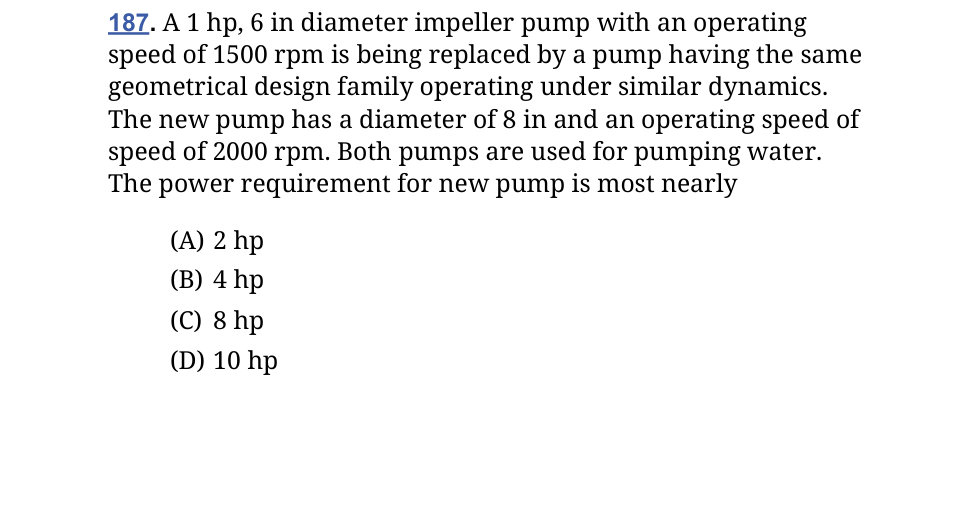 187. A 1 hp, 6 in diameter impeller pump with an operating
speed of 1500 rpm is being replaced by a pump having the same
geometrical design family operating under similar dynamics.
The new pump has a diameter of 8 in and an operating speed of
speed of 2000 rpm. Both pumps are used for pumping water.
The power requirement for new pump is most nearly
(A) 2 hp
(B) 4 hp
(C) 8 hp
(D) 10 hp